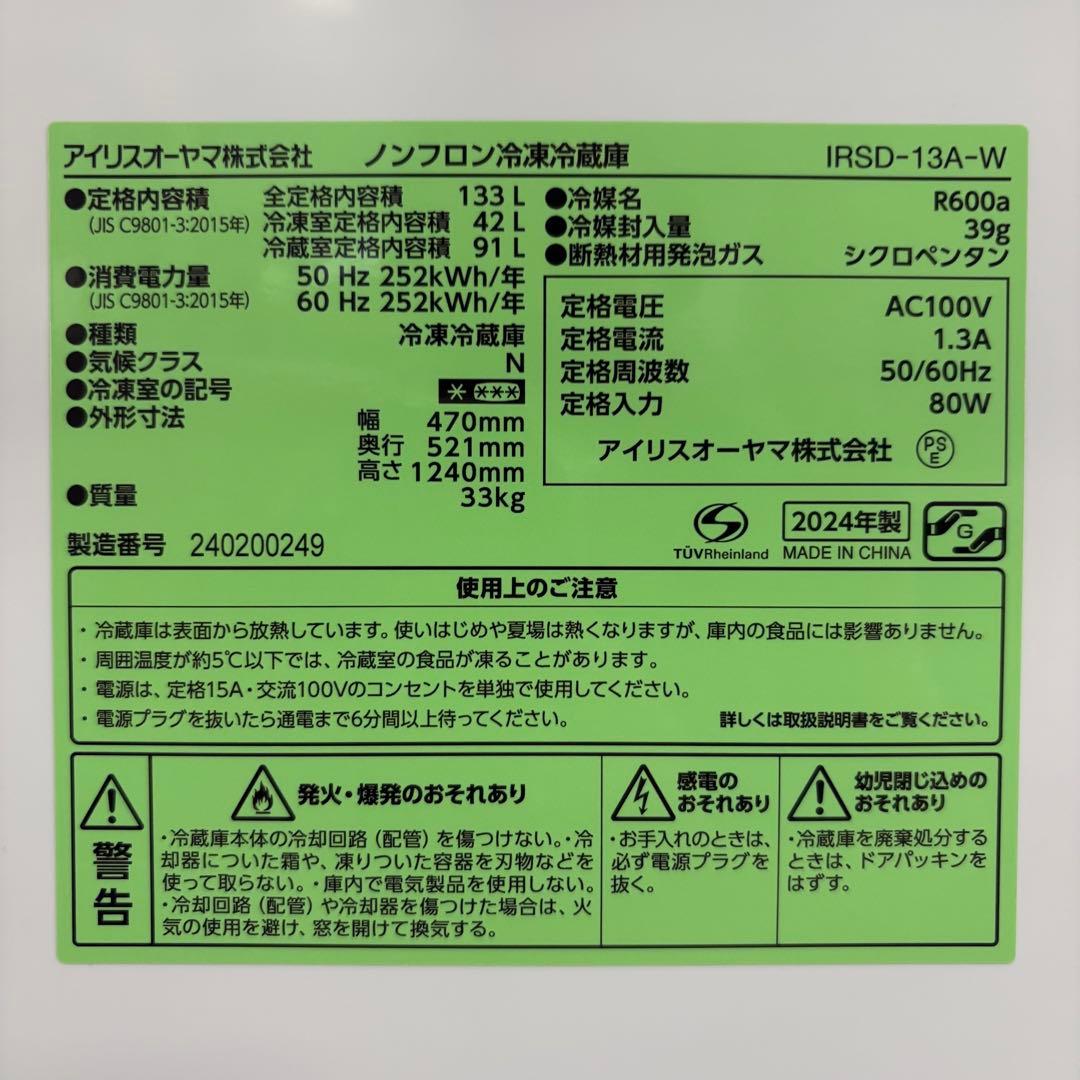 アイリスオーヤマ株式会社 ノンフロン冷凍冷蔵庫 IRSD-13A-W
●定格内容積 全定格内容積 133 L
(JIS C9801-3:2015年) 冷凍室定格内容積 42 L
冷蔵室定格内容積 91 L
●消費電力量 50 Hz 252kWh/年
(JIS C9801-3:2015年) 60 Hz 252kWh/年
●種類 冷凍冷蔵庫
●気候クラス N
●冷凍室の記号 * ***
●外形寸法 幅 470mm
奥行 521mm
高さ 1240mm
●質量 33kg
製造番号 240200249
●冷媒名 R600a
●冷媒封入量 39g
●断熱材用発泡ガス シクロペンタン
定格電圧 AC100V
定格電流 1.3A
定格周波数 50/60Hz
定格入力 80W
アイリスオーヤマ株式会社 PS E
TÜVRheinland
2024年製
MADE IN CHINA
G
使用上のご注意
・冷蔵庫は表面から放熱しています。使いはじめや夏場は熱くなりますが、庫内の食品には影響ありません。
・周囲温度が約5℃以下では、冷蔵室の食品が凍ることがあります。
・電源は、定格15A・交流100Vのコンセントを単独で使用してください。
・電源プラグを抜いたら通電まで6分間以上待ってください。 詳しくは取扱説明書をご覧ください。
警告
発火・爆発のおそれあり
・冷蔵庫本体の冷却回路（配管）を傷つけない。・冷
却器についた霜や、凍りついた容器を刃物などを
使って取らない。・庫内で電気製品を使用しない。
・冷却回路（配管）や冷却器を傷つけた場合は、火
気の使用を避け、窓を開けて換気する。
感電の
おそれあり
・お手入れのときは、
必ず電源プラグを
抜く。
幼児閉じ込めの
おそれあり
・冷蔵庫を廃棄処分する
ときは、ドアパッキンを
はずす。